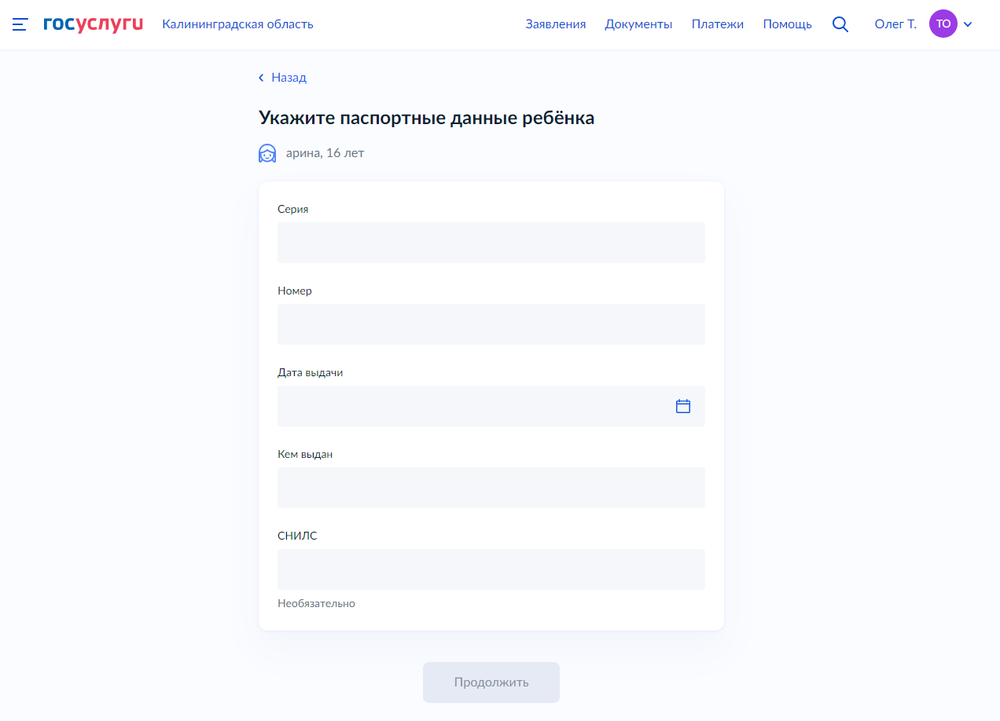 госуслуги Калининградская область Заявления Документы Платежи Помощь Олег Т. ТО
Назад
Укажите паспортные данные ребёнка
арина, 16 лет
Серия
Номер
Дата выдачи
Кем выдан
СНИЛС
Необязательно
Продолжить